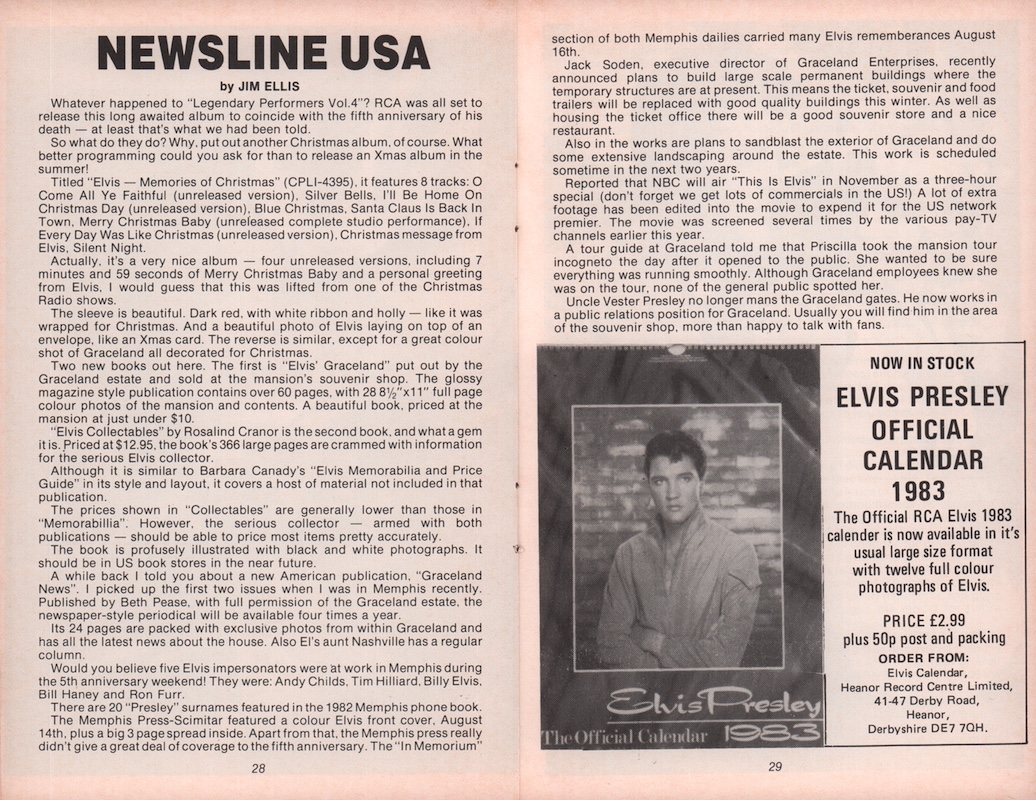 NEWSLINE USA
by JIM ELLIS
Whatever happened to "Legendary Performers Vol.4"? RCA was all set to
release this long awaited album to coincide with the fifth anniversary of his
death — at least that's what we had been told.
So what do they do? Why, put out another Christmas album, of course. What
better programming could you ask for than to release an Xmas album in the
summer!
Titled "Elvis — Memories of Christmas" (CPLI-4395), it features 8 tracks: O
Come All Ye Faithful (unreleased version), Silver Bells, I'll Be Home On
Christmas Day (unreleased version), Blue Christmas, Santa Claus Is Back In
Town, Merry Christmas Baby (unreleased complete studio performance), If
Every Day Was Like Christmas (unreleased version), Christmas message from
Elvis, Silent Night.
Actually, it's a very nice album — four unreleased versions, including 7
minutes and 59 seconds of Merry Christmas Baby and a personal greeting
from Elvis, I would guess that this was lifted from one of the Christmas
Radio shows.
The sleeve is beautiful. Dark red, with white ribbon and holly — like it was
wrapped for Christmas. And a beautiful photo of Elvis laying on top of an
envelope, like an Xmas card. The reverse is similar, except for a great colour
shot of Graceland all decorated for Christmas.
Two new books out here. The first is "Elvis' Graceland" put out by the
Graceland estate and sold at the mansion's souvenir shop. The glossy
magazine style publication contains over 60 pages, with 28 8½"x11" full page
colour photos of the mansion and contents. A beautiful book, priced at the
mansion at just under $10.
"Elvis Collectables" by Rosalind Cranor is the second book, and what a gem
it is. Priced at $12.95, the book's 366 large pages are crammed with information
for the serious Elvis collector.
Although it is similar to Barbara Canady's "Elvis Memorabilia and Price
Guide" in its style and layout, it covers a host of material not included in that
publication.
The prices shown in "Collectables" are generally lower than those in
"Memorabillia". However, the serious collector — armed with both
publications — should be able to price most items pretty accurately.
The book is profusely illustrated with black and white photographs. It
should be in US book stores in the near future.
A while back I told you about a new American publication, "Graceland
News". I picked up the first two issues when I was in Memphis recently.
Published by Beth Pease, with full permission of the Graceland estate, the
newspaper-style periodical will be available four times a year.
Its 24 pages are packed with exclusive photos from within Graceland and
has all the latest news about the house. Also El's aunt Nashville has a regular
column.
Would you believe five Elvis impersonators were at work in Memphis during
the 5th anniversary weekend! They were: Andy Childs, Tim Hilliard, Billy Elvis,
Bill Haney and Ron Furr.
There are 20 "Presley" surnames featured in the 1982 Memphis phone book.
The Memphis Press-Scimitar featured a colour Elvis front cover, August
14th, plus a big 3 page spread inside. Apart from that, the Memphis press really
didn't give a great deal of coverage to the fifth anniversary. The "In Memorium"
28
section of both Memphis dailies carried many Elvis rememberances August
16th.
Jack Soden, executive director of Graceland Enterprises, recently
announced plans to build large scale permanent buildings where the
temporary structures are at present. This means the ticket, souvenir and food
trailers will be replaced with good quality buildings this winter. As well as
housing the ticket office there will be a good souvenir store and a nice
restaurant.
Also in the works are plans to sandblast the exterior of Graceland and do
some extensive landscaping around the estate. This work is scheduled
sometime in the next two years.
Reported that NBC will air "This Is Elvis" in November as a three-hour
special (don't forget we get lots of commercials in the US!) A lot of extra
footage has been edited into the movie to expend it for the US network
premier. The movie was screened several times by the various pay-TV
channels earlier this year.
A tour guide at Graceland told me that Priscilla took the mansion tour
incogneto the day after it opened to the public. She wanted to be sure
everything was running smoothly. Although Graceland employees knew she
was on the tour, none of the general public spotted her.
Uncle Vester Presley no longer mans the Graceland gates. He now works in
a public relations position for Graceland. Usually you will find him in the area
of the souvenir shop, more than happy to talk with fans.
Elvis Presley
The Official Calendar 1983
NOW IN STOCK
ELVIS PRESLEY
OFFICIAL
CALENDAR
1983
The Official RCA Elvis 1983
calender is now available in it's
usual large size format
with twelve full colour
photographs of Elvis.
PRICE £2.99
plus 50p post and packing
ORDER FROM:
Elvis Calendar,
Heanor Record Centre Limited,
41-47 Derby Road,
Heanor,
Derbyshire DE7 7QH.
29